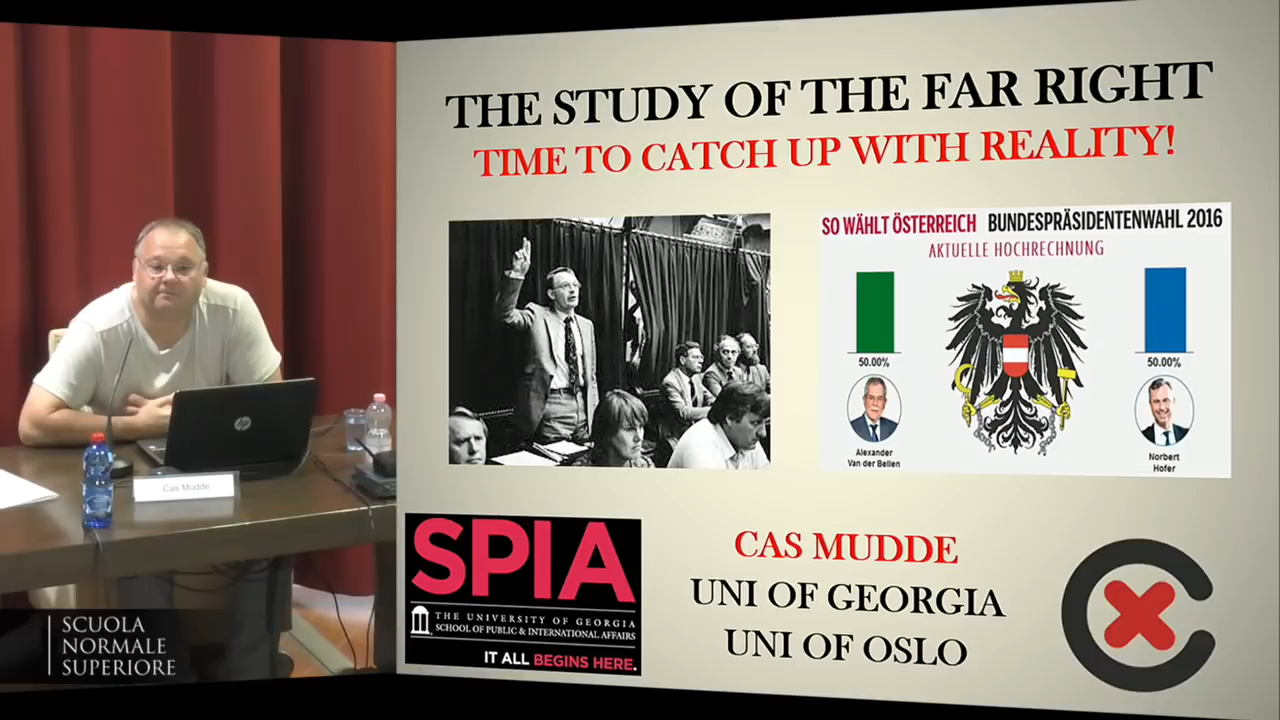 THE STUDY OF THE FAR RIGHT
TIME TO CATCH UP WITH REALITY!
SO WÄHLT ÖSTERREICH BUNDESPRÄSIDENTENWAHL 2016
AKTUELLE HOCHRECHNUNG
50.00%
50.00%
Alexander
Van der Bellen
Norbert
Hofer
hp
Cas Mudde
SPIA
THE UNIVERSITY OF GEORGIA
SCHOOL OF PUBLIC & INTERNATIONAL AFFAIRS
IT ALL BEGINS HERE.
CAS MUDDE
UNI OF GEORGIA
UNI OF OSLO
SCUOLA
NORMALE
SUPERIORE